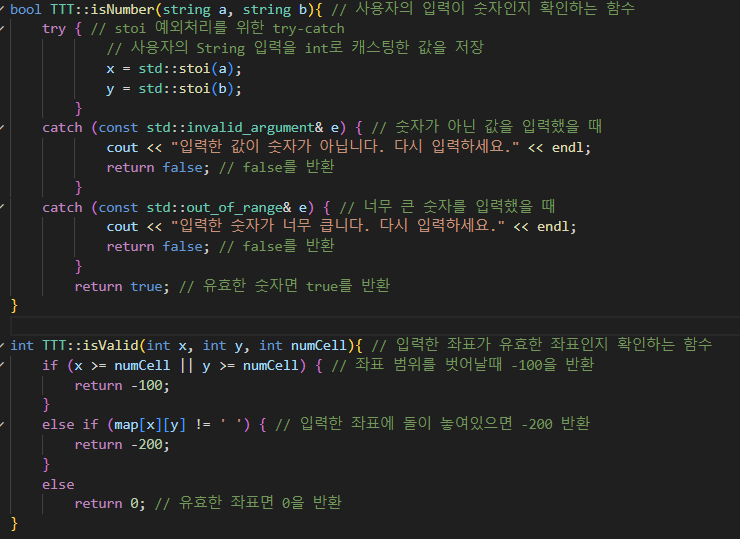 bool TTT::isNumber(string a, string b){ // 사용자의 입력이 숫자인지 확인하는 함수
    try { // stoi 예외처리를 위한 try-catch
            // 사용자의 String 입력을 int로 캐스팅한 값을 저장
            x = std::stoi(a);
            y = std::stoi(b);
        }
    catch (const std::invalid_argument& e) { // 숫자가 아닌 값을 입력했을 때
            cout << "입력한 값이 숫자가 아닙니다. 다시 입력하세요." << endl;
            return false; // false를 반환
        }
    catch (const std::out_of_range& e) { // 너무 큰 숫자를 입력했을 때
            cout << "입력한 숫자가 너무 큽니다. 다시 입력하세요." << endl;
            return false; // false를 반환
        }
        return true; // 유효한 숫자면 true를 반환
}

int TTT::isValid(int x, int y, int numCell){ // 입력한 좌표가 유효한 좌표인지 확인하는 함수
    if (x >= numCell || y >= numCell) { // 좌표 범위를 벗어날때 -100을 반환
        return -100;
    }
    else if (map[x][y] != ' ') { // 입력한 좌표에 돌이 놓여있으면 -200 반환
        return -200;
    }
    else
        return 0; // 유효한 좌표면 0을 반환
}